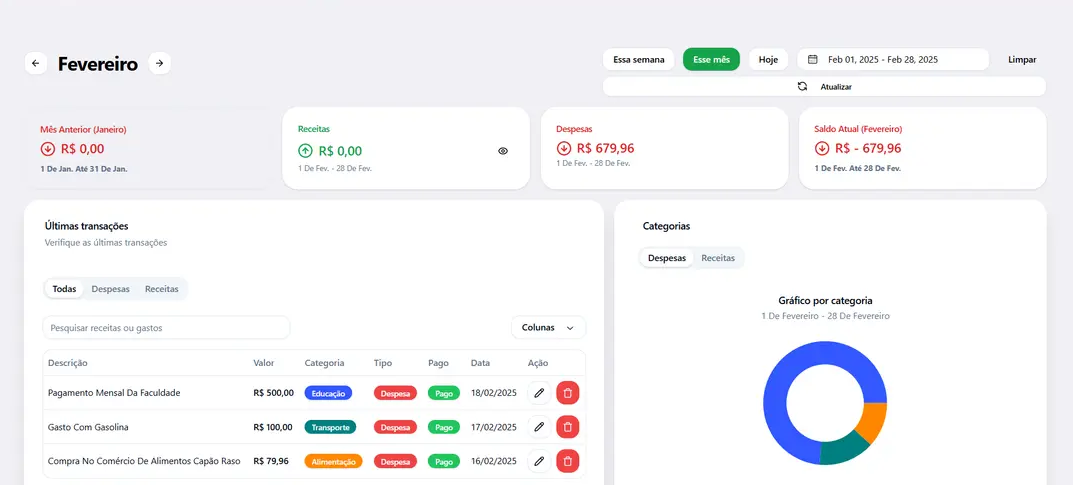 Fevereiro
Essa semana
Esse mês
Hoje
Feb 01, 2025 - Feb 28, 2025
Limpar
Atualizar
Mês Anterior (Janeiro)
R$ 0,00
1 De Jan. Até 31 De Jan.
Receitas
R$ 0,00
1 De Fev. - 28 De Fev.
Despesas
R$ 679,96
1 De Fev. - 28 De Fev.
Saldo Atual (Fevereiro)
R$ - 679,96
1 De Fev. Até 28 De Fev.
Últimas transações
Verifique as últimas transações
Todas Despesas Receitas
Pesquisar receitas ou gastos
Colunas
Descrição Valor Categoria Tipo Pago Data Ação
Pagamento Mensal Da Faculdade R$ 500,00 Educação Despesa Pago 18/02/2025
Gasto Com Gasolina R$ 100,00 Transporte Despesa Pago 17/02/2025
Compra No Comércio De Alimentos Capão Raso R$ 79,96 Alimentação Despesa Pago 16/02/2025
Categorias
Despesas Receitas
Gráfico por categoria
1 De Fevereiro - 28 De Fevereiro